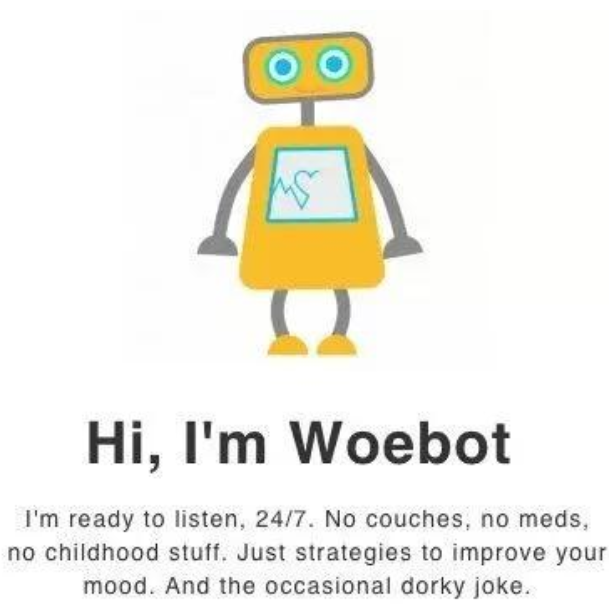 Hi, I'm Woebot
I'm ready to listen, 24/7. No couches, no meds,
no childhood stuff. Just strategies to improve your
mood. And the occasional dorky joke.